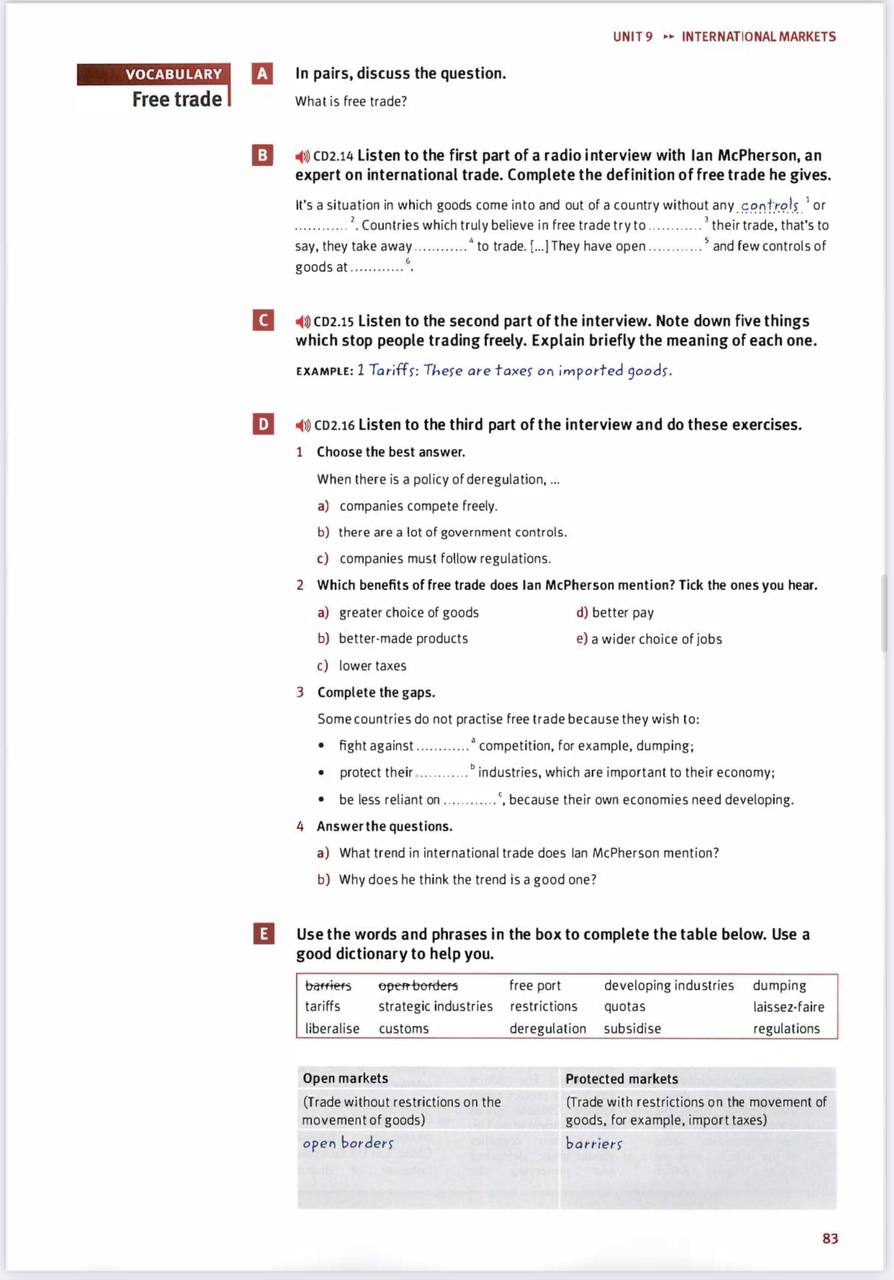 UNIT 9 ▸▸ INTERNATIONAL MARKETS
VOCABULARY
Free trade
A In pairs, discuss the question.
What is free trade?
B CD2.14 Listen to the first part of a radio interview with Ian McPherson, an
expert on international trade. Complete the definition of free trade he gives.
It's a situation in which goods come into and out of a country without any controls 1 or
............ 2. Countries which truly believe in free trade try to ............ 3 their trade, that's to
say, they take away ............ 4 to trade. [...] They have open ............ 5 and few controls of
goods at ............ 6.
C CD2.15 Listen to the second part of the interview. Note down five things
which stop people trading freely. Explain briefly the meaning of each one.
EXAMPLE: 1 Tariffs: These are taxes on imported goods.
D CD2.16 Listen to the third part of the interview and do these exercises.
1 Choose the best answer.
When there is a policy of deregulation, ...
a) companies compete freely.
b) there are a lot of government controls.
c) companies must follow regulations.
2 Which benefits of free trade does Ian McPherson mention? Tick the ones you hear.
a) greater choice of goods d) better pay
b) better-made products e) a wider choice of jobs
c) lower taxes
3 Complete the gaps.
Some countries do not practise free trade because they wish to:
• fight against ............ a competition, for example, dumping;
• protect their ............ b industries, which are important to their economy;
• be less reliant on ............ c, because their own economies need developing.
4 Answer the questions.
a) What trend in international trade does Ian McPherson mention?
b) Why does he think the trend is a good one?
E Use the words and phrases in the box to complete the table below. Use a
good dictionary to help you.
barriers open borders free port developing industries dumping
tariffs strategic industries restrictions quotas laissez-faire
liberalise customs deregulation subsidise regulations
Open markets Protected markets
(Trade without restrictions on the (Trade with restrictions on the movement of
movement of goods) goods, for example, import taxes)
open borders barriers
83